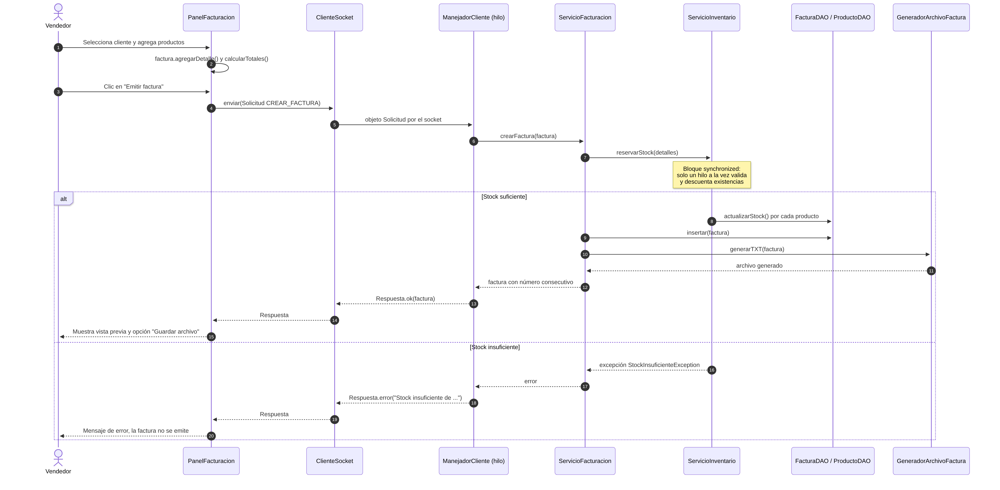 Vendedor
PanelFacturacion
ClienteSocket
ManejadorCliente (hilo)
ServicioFacturacion
ServicioInventario
FacturaDAO / ProductoDAO
GeneradorArchivoFactura
1
Selecciona cliente y agrega productos
factura.agregarDetalle() y calcularTotales()
2
3
Clic en "Emitir factura"
4
enviar(Solicitud CREAR_FACTURA)
5
objeto Solicitud por el socket
6
crearFactura(factura)
7
reservarStock(detalles)
Bloque synchronized:
solo un hilo a la vez valida
y descuenta existencias
alt
[Stock suficiente]
8
actualizarStock() por cada producto
9
insertar(factura)
10
generarTXT(factura)
archivo generado
11
factura con número consecutivo
12
Respuesta.ok(factura)
13
Respuesta
14
Muestra vista previa y opción "Guardar archivo"
15
[Stock insuficiente]
excepción StockInsuficienteException
16
error
17
Respuesta.error("Stock insuficiente de ...")
18
Respuesta
19
Mensaje de error, la factura no se emite
20
Vendedor
PanelFacturacion
ClienteSocket
ManejadorCliente (hilo)
ServicioFacturacion
ServicioInventario
FacturaDAO / ProductoDAO
GeneradorArchivoFactura